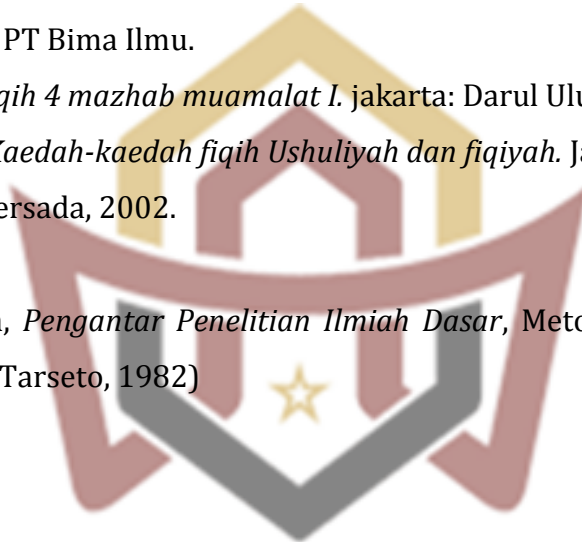 PT Bima Ilmu.
qih 4 mazhab muamalat I. jakarta: Darul Ulu
Kaedah-kaedah fiqih Ushuliyah dan fiqiyah. Ja
ersada, 2002.
n, Pengantar Penelitian Ilmiah Dasar, Meto
Tarseto, 1982)